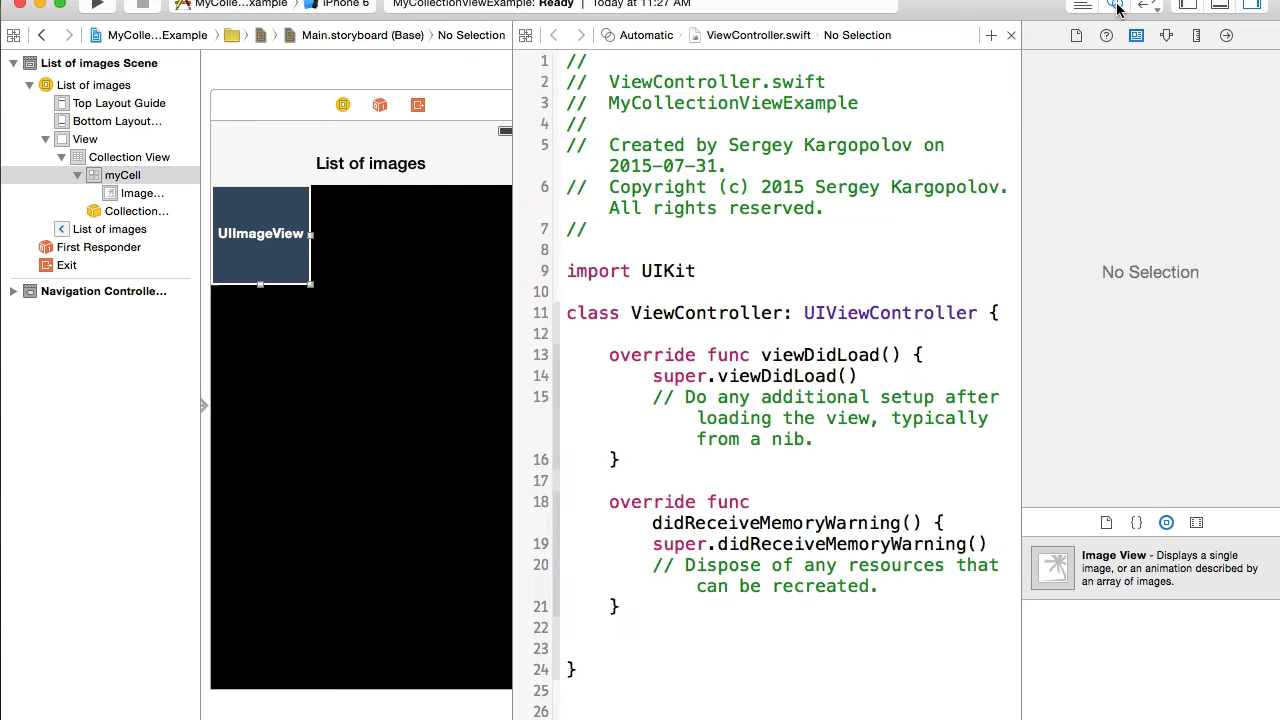 MyColle...xample
iPhone 6
MyCollectionViewExample: Ready
Today at 11:27 AM
MyColle...Example
Main.storyboard (Base)
No Selection
Automatic
ViewController.swift
No Selection
List of images Scene
List of images
Top Layout Guide
Bottom Layout...
View
Collection View
myCell
Image...
Collection...
List of images
First Responder
Exit
Navigation Controlle...
List of images
UIImageView
1 //
2 //  ViewController.swift
3 //  MyCollectionViewExample
4 //
5 //  Created by Sergey Kargopolov on
2015-07-31.
6 //  Copyright (c) 2015 Sergey Kargopolov.
All rights reserved.
7 //
8
9 import UIKit
10
11 class ViewController: UIViewController {
12
13 override func viewDidLoad() {
14 super.viewDidLoad()
15 // Do any additional setup after
loading the view, typically
from a nib.
16 }
17
18 override func
didReceiveMemoryWarning() {
19 super.didReceiveMemoryWarning()
20 // Dispose of any resources that
can be recreated.
21 }
22
23
24 }
25
26
No Selection
Image View - Displays a single
image, or an animation described by
an array of images.